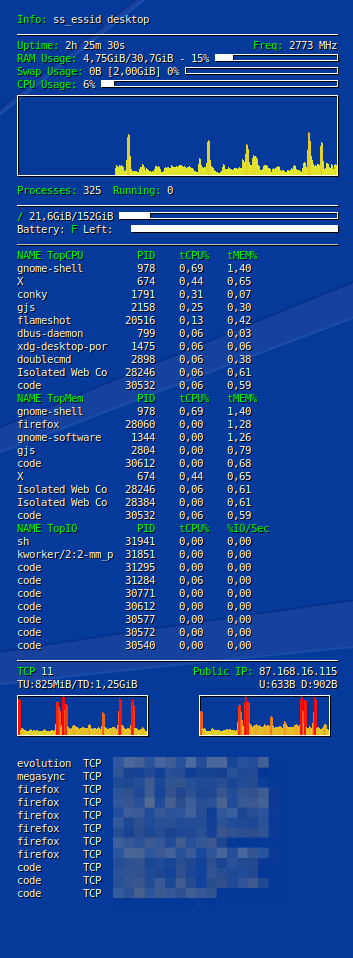 Info: ss_essid desktop
Uptime: 2h 25m 30s Freq: 2773 MHz
RAM Usage: 4,75GiB/30,7GiB - 15%
Swap Usage: 0B [2,00GiB] 0%
CPU Usage: 6%
Processes: 325 Running: 0
/ 21,6GiB/152GiB
Battery: F Left:
NAME TopCPU PID tCPU% tMEM%
gnome-shell 978 0,69 1,40
X 674 0,44 0,65
conky 1791 0,31 0,07
gjs 2158 0,25 0,30
flameshot 20516 0,13 0,42
dbus-daemon 799 0,06 0,03
xdg-desktop-por 1475 0,06 0,06
doublecmd 2898 0,06 0,38
Isolated Web Co 28246 0,06 0,61
code 30532 0,06 0,59
NAME TopMem PID tCPU% tMEM%
gnome-shell 978 0,69 1,40
firefox 28060 0,00 1,28
gnome-software 1344 0,00 1,26
gjs 2804 0,00 0,79
code 30612 0,00 0,68
X 674 0,44 0,65
Isolated Web Co 28246 0,06 0,61
Isolated Web Co 28384 0,00 0,61
code 30532 0,06 0,59
NAME TopIO PID tCPU% %IO/Sec
sh 31941 0,00 0,00
kworker/2:2-mm_p 31851 0,00 0,00
code 31295 0,00 0,00
code 31284 0,06 0,00
code 30771 0,00 0,00
code 30612 0,00 0,00
code 30577 0,00 0,00
code 30572 0,00 0,00
code 30540 0,00 0,00
TCP 11 Public IP: 87.168.16.115
TU:825MiB/TD:1,25GiB U:633B D:902B
evolution TCP
megasync TCP
firefox TCP
firefox TCP
firefox TCP
firefox TCP
firefox TCP
firefox TCP
code TCP
code TCP
code TCP